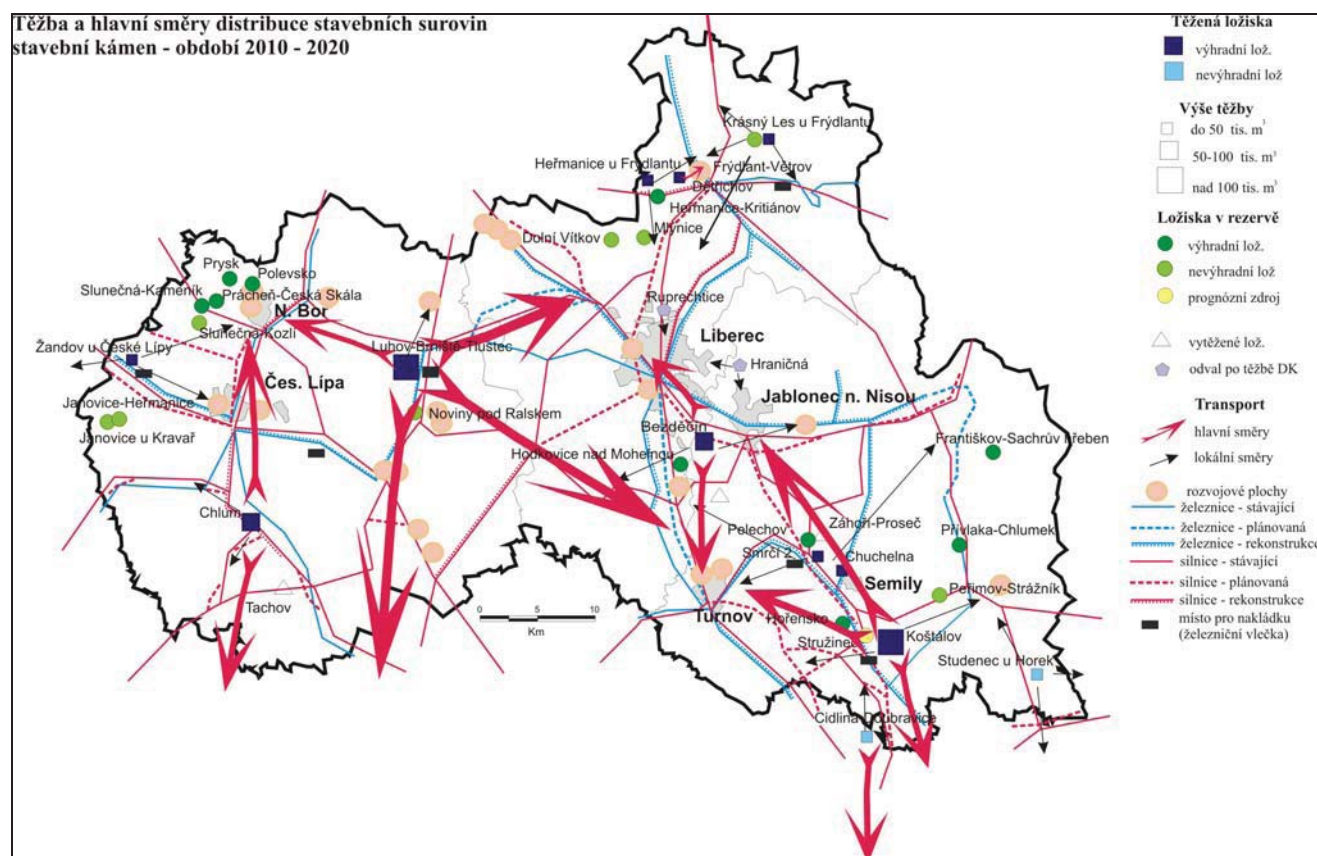 Těžba a hlavní směry distribuce stavebních surovin
stavební kámen - období 2010 - 2020
Těžená ložiska
výhradní lož.
nevýhradní lož
Výše těžby
do 50 tis. m³
50-100 tis. m³
nad 100 tis. m³
Ložiska v rezervě
výhradní lož.
nevýhradní lož
prognózní zdroj
vytěžené lož.
odval po těžbě DK
Transport
hlavní směry
lokální směry
rozvojové plochy
železnice - stávající
železnice - plánovaná
železnice - rekonstrukce
silnice - stávající
silnice - plánovaná
silnice - rekonstrukce
místo pro nakládku
(železniční vlečka)
Krásný Les u Frýdlantu
Heřmanice u Frýdlantu
Frýdlant-Větrov
Dětřichov
Heřmanice-Kritiánov
Mlýnice
Dolní Vítkov
Prysk
Polevsko
Slunečná-Kameník
Prácheň-Česká Skála
N. Bor
Slunečná-Kozlí
Ruprechtice
Liberec
Luhov-Brniště-Tlustec
Žandov u České Lípy
Hraničná
Čes. Lípa
Jablonec n. Nisou
Janovice-Heřmanice
Noviny pod Ralskem
Janovice u Kravař
Bezděčín
Františkov-Sachrův hřeben
Hodkovice nad Mohelnou
Chlum
Pelechov
Záhoří-Proseč
Přívlaka-Chlumek
Smrčí 2
Chuchelna
Semily
Peřimov-Strážník
Tachov
0 5 10
Km
Turnov
Hořensko
Stružinec
Koštálov
Studenec u Horek
Cidlina Doubravice